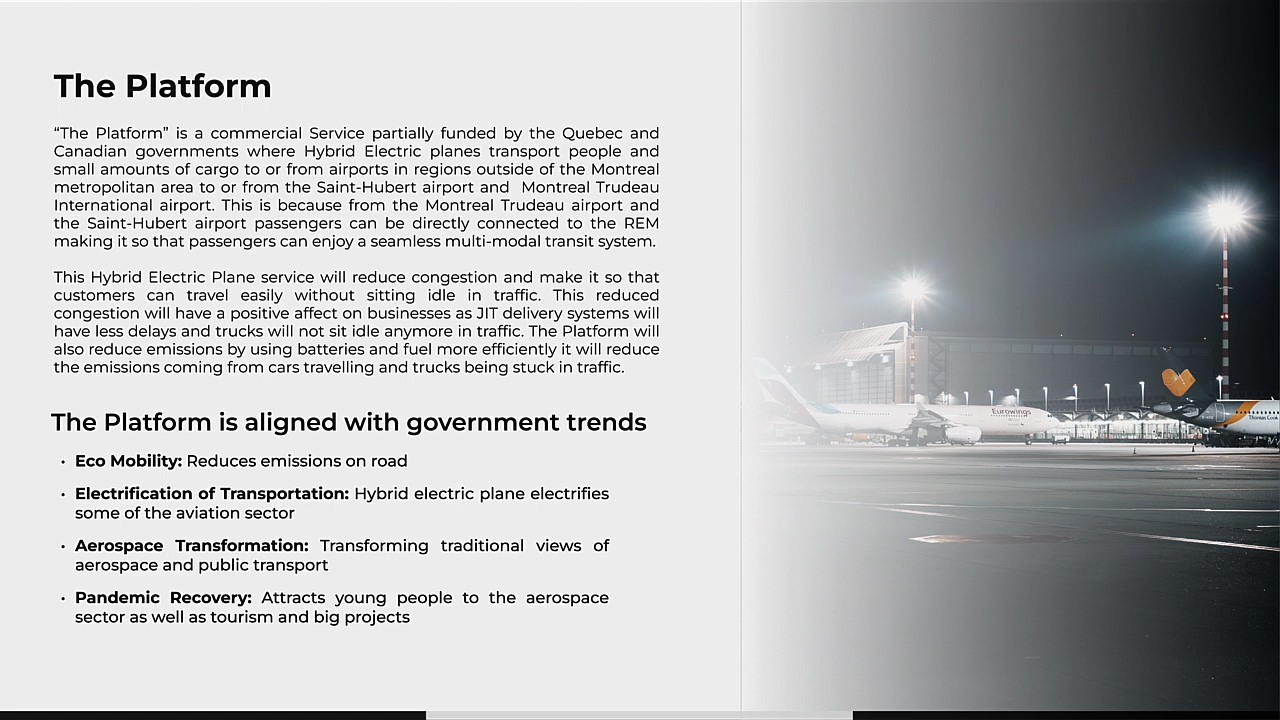 The Platform
“The Platform” is a commercial Service partially funded by the Quebec and
Canadian governments where Hybrid Electric planes transport people and
small amounts of cargo to or from airports in regions outside of the Montreal
metropolitan area to or from the Saint-Hubert airport and  Montreal Trudeau
International airport. This is because from the Montreal Trudeau airport and
the Saint-Hubert airport passengers can be directly connected to the REM
making it so that passengers can enjoy a seamless multi-modal transit system.
This Hybrid Electric Plane service will reduce congestion and make it so that
customers can travel easily without sitting idle in traffic. This reduced
congestion will have a positive affect on businesses as JIT delivery systems will
have less delays and trucks will not sit idle anymore in traffic. The Platform will
also reduce emissions by using batteries and fuel more efficiently it will reduce
the emissions coming from cars travelling and trucks being stuck in traffic.
The Platform is aligned with government trends
• Eco Mobility: Reduces emissions on road
• Electrification of Transportation: Hybrid electric plane electrifies
some of the aviation sector
• Aerospace Transformation: Transforming traditional views of
aerospace and public transport
• Pandemic Recovery: Attracts young people to the aerospace
sector as well as tourism and big projects
Eurowings
Thomas Cook